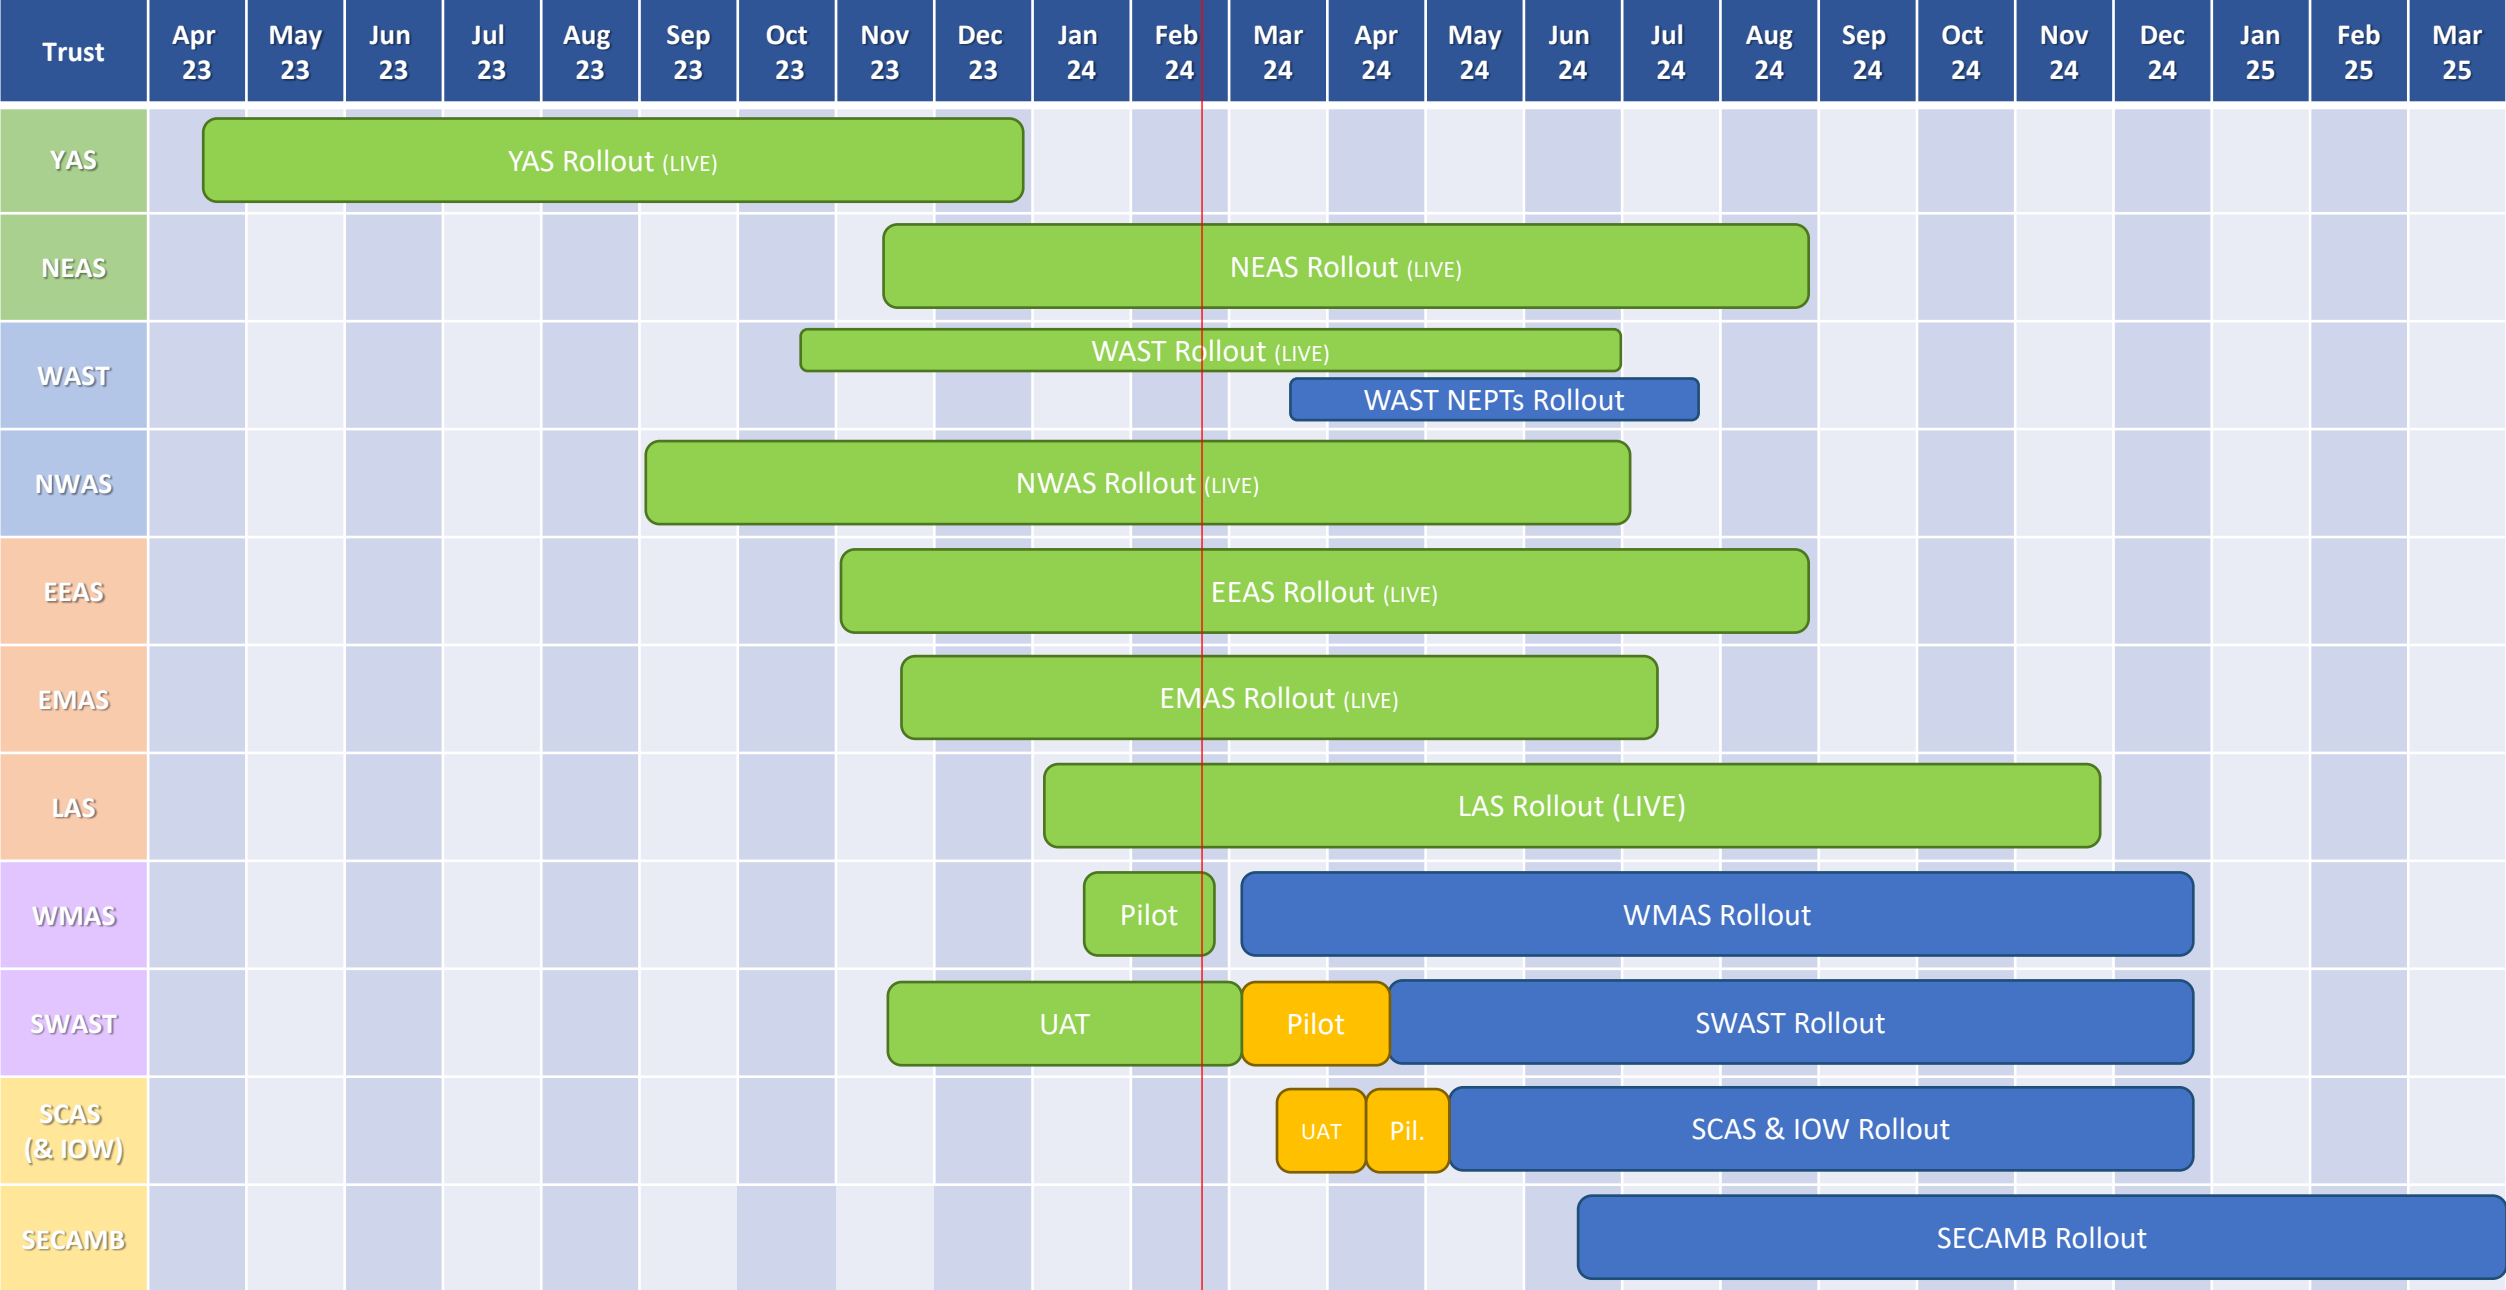 Trust
Apr 23
May 23
Jun 23
Jul 23
Aug 23
Sep 23
Oct 23
Nov 23
Dec 23
Jan 24
Feb 24
Mar 24
Apr 24
May 24
Jun 24
Jul 24
Aug 24
Sep 24
Oct 24
Nov 24
Dec 24
Jan 25
Feb 25
Mar 25
YAS
YAS Rollout (LIVE)
NEAS
NEAS Rollout (LIVE)
WAST
WAST Rollout (LIVE)
WAST NEPTs Rollout
NWAS
NWAS Rollout (LIVE)
EEAS
EEAS Rollout (LIVE)
EMAS
EMAS Rollout (LIVE)
LAS
LAS Rollout (LIVE)
WMAS
Pilot
WMAS Rollout
SWAST
UAT
Pilot
SWAST Rollout
SCAS
(& IOW)
UAT
Pil.
SCAS & IOW Rollout
SECAMB
SECAMB Rollout